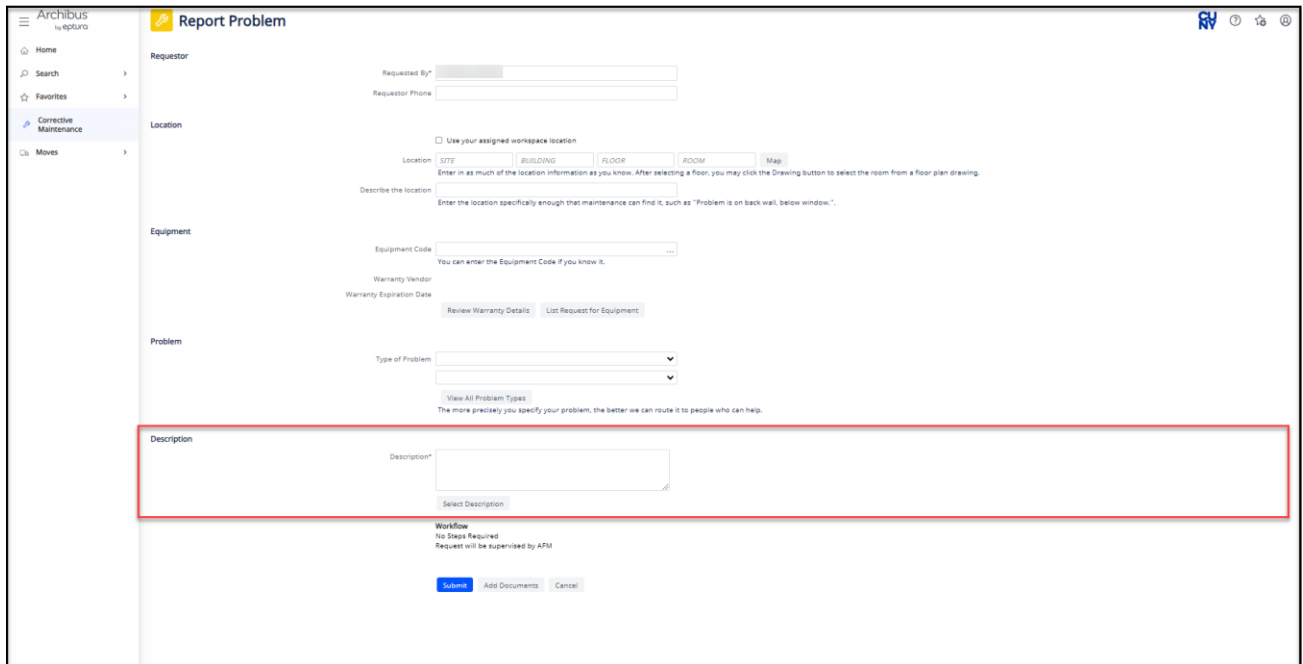 Archibus
by eptura
Report Problem
CU
NY
Home
Requestor
Search
Requested By*
Favorites
Requestor Phone
Corrective
Maintenance
Location
Use your assigned workspace location
Moves
Location SITE BUILDING FLOOR ROOM Map
Enter in as much of the location information as you know. After selecting a floor, you may click the Drawing button to select the room from a floor plan drawing.
Describe the location
Enter the location specifically enough that maintenance can find it, such as "Problem is on back wall, below window.".
Equipment
Equipment Code ...
You can enter the Equipment Code if you know it.
Warranty Vendor
Warranty Expiration Date
Review Warranty Details List Request for Equipment
Problem
Type of Problem
View All Problem Types
The more precisely you specify your problem, the better we can route it to people who can help.
Description
Description*
Select Description
Workflow
No Steps Required
Request will be supervised by AFM
Submit Add Documents Cancel